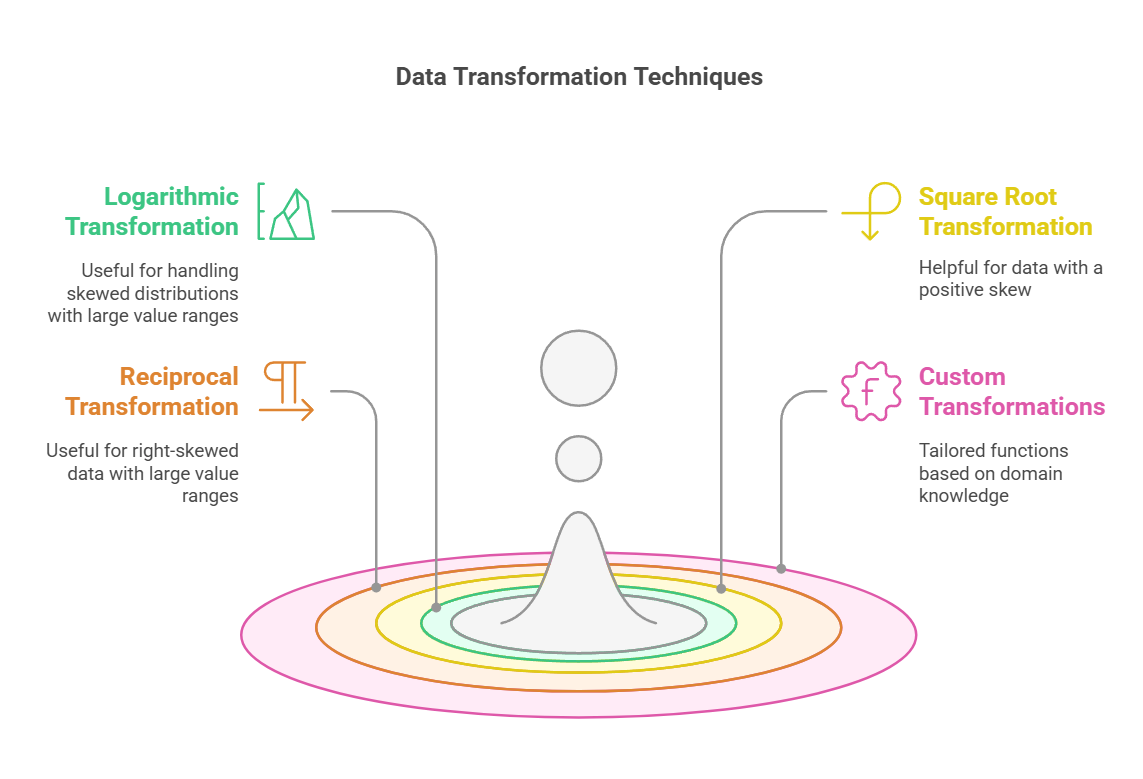 Data Transformation Techniques
Logarithmic
Transformation
Useful for handling
skewed distributions
with large value ranges
Square Root
Transformation
Helpful for data with a
positive skew
Reciprocal
Transformation
Useful for right-skewed
data with large value
ranges
Custom
Transformations
Tailored functions
based on domain
knowledge